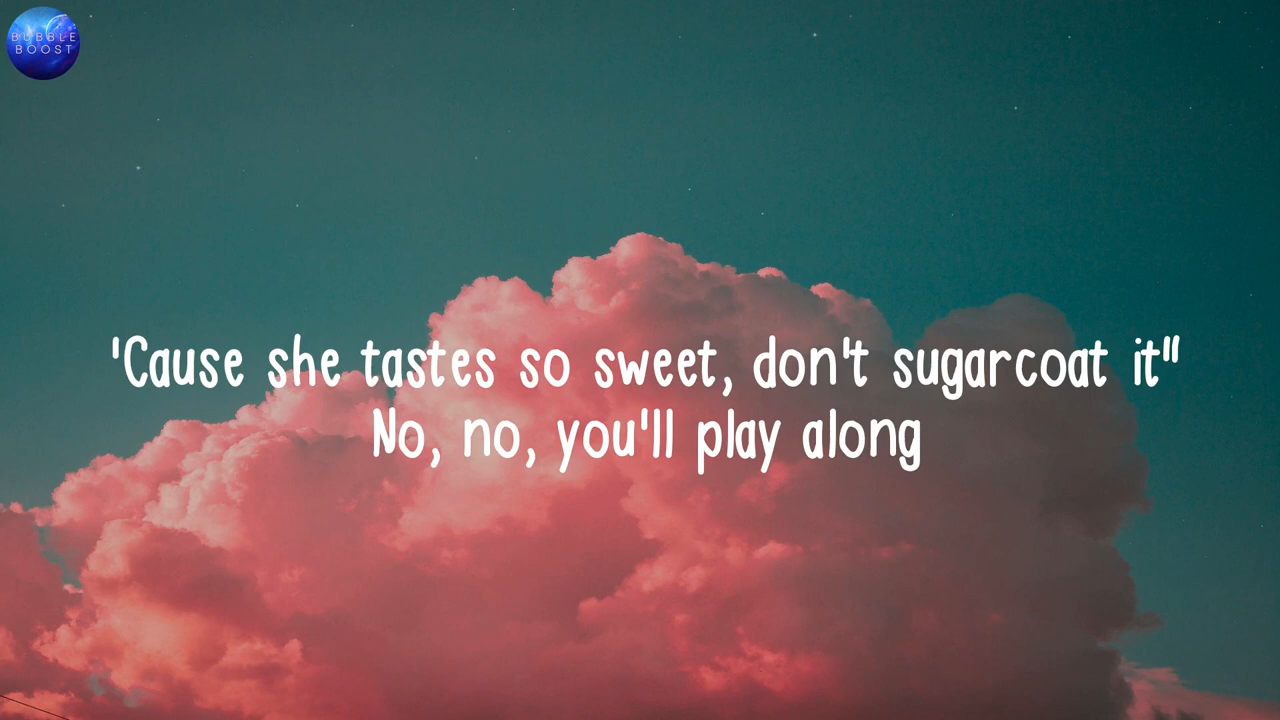 BUBBLE
BOOST
'Cause she tastes so sweet, don't sugarcoat it"
No, no, you'll play along